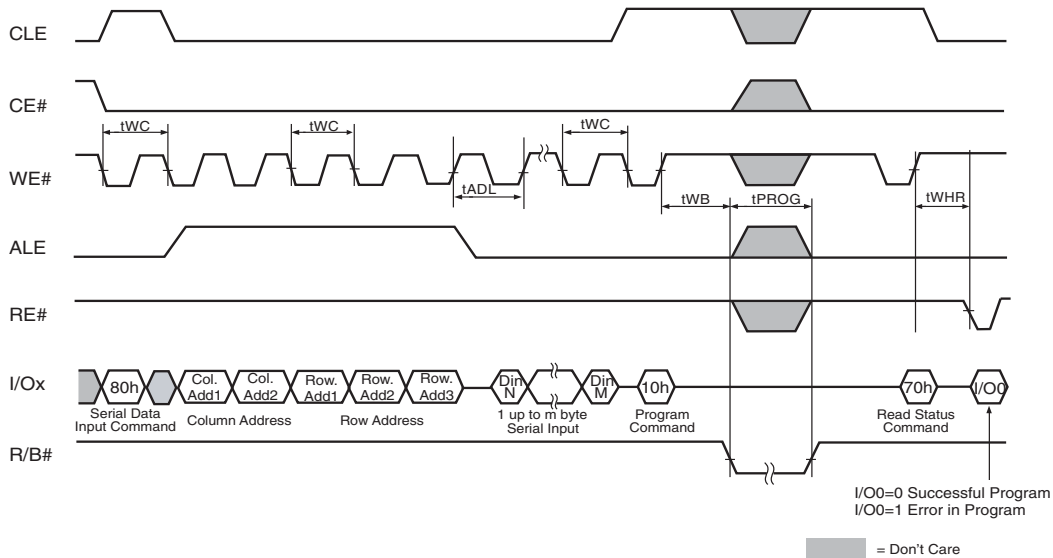 CLE
CE#
tWC
tWC
tWC
WE#
tADL
tWB
tPROG
tWHR
ALE
RE#
I/Ox
80h
Col.
Add1
Col.
Add2
Row.
Add1
Row.
Add2
Row.
Add3
Din
N
Din
M
10h
70h
I/O0
Serial Data
Input Command
Column Address
Row Address
1 up to m byte
Serial Input
Program
Command
Read Status
Command
R/B#
I/O0=0 Successful Program
I/O0=1 Error in Program
= Don't Care